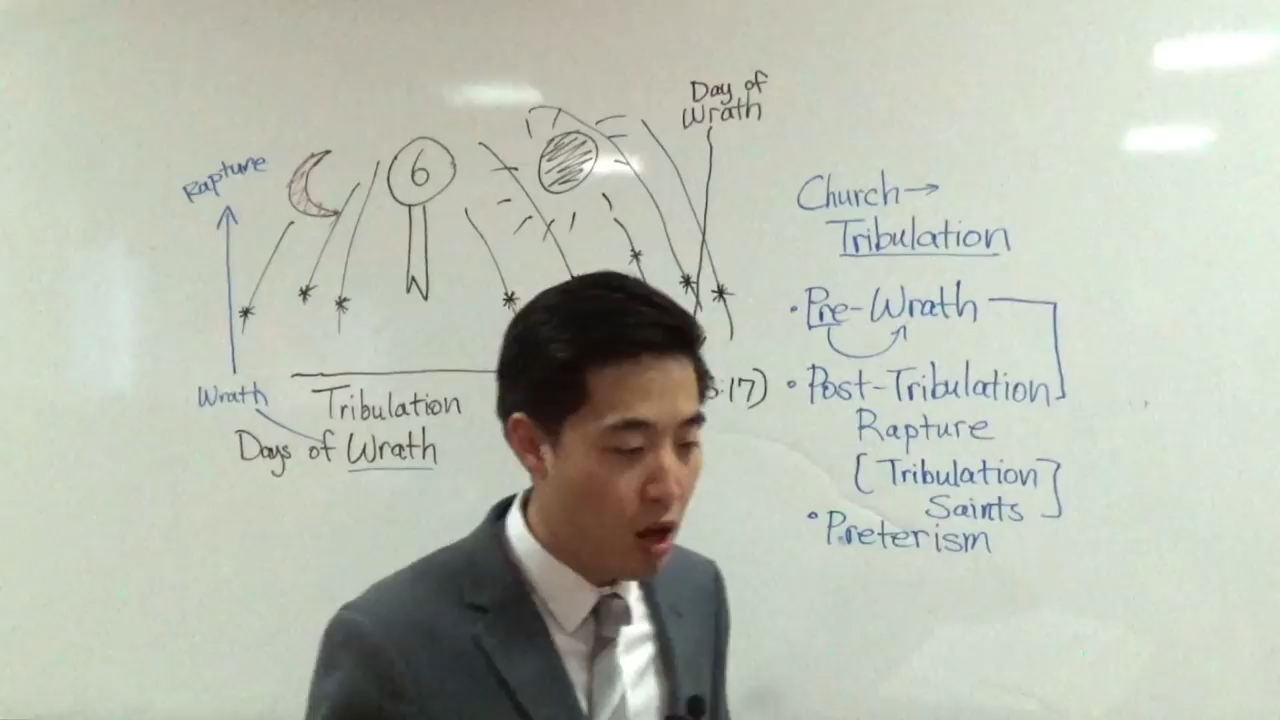 Day of
Wrath
Rapture
6
Church→
Tribulation
• Pre-Wrath
Wrath
Tribulation
:17)
• Post-Tribulation
Days of Wrath
Rapture
[Tribulation
Saints]
• Preterism